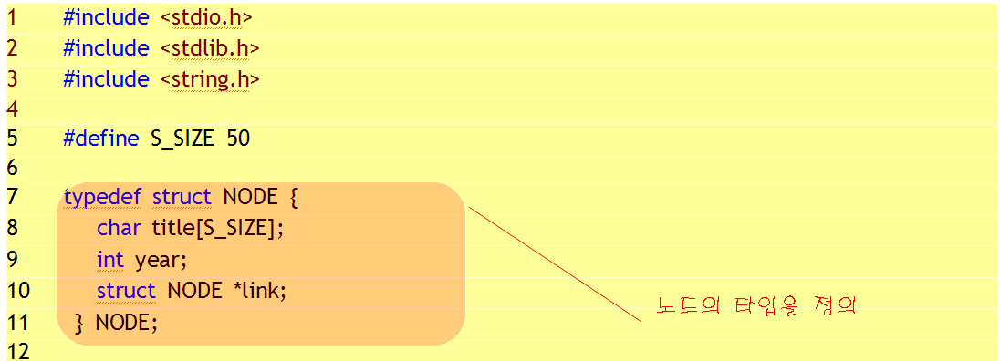 1 #include <stdio.h>
2 #include <stdlib.h>
3 #include <string.h>
4
5 #define S_SIZE 50
6
7 typedef struct NODE {
8 char title[S_SIZE];
9 int year;
10 struct NODE *link;
노드의 타입을 정의
11 } NODE;
12